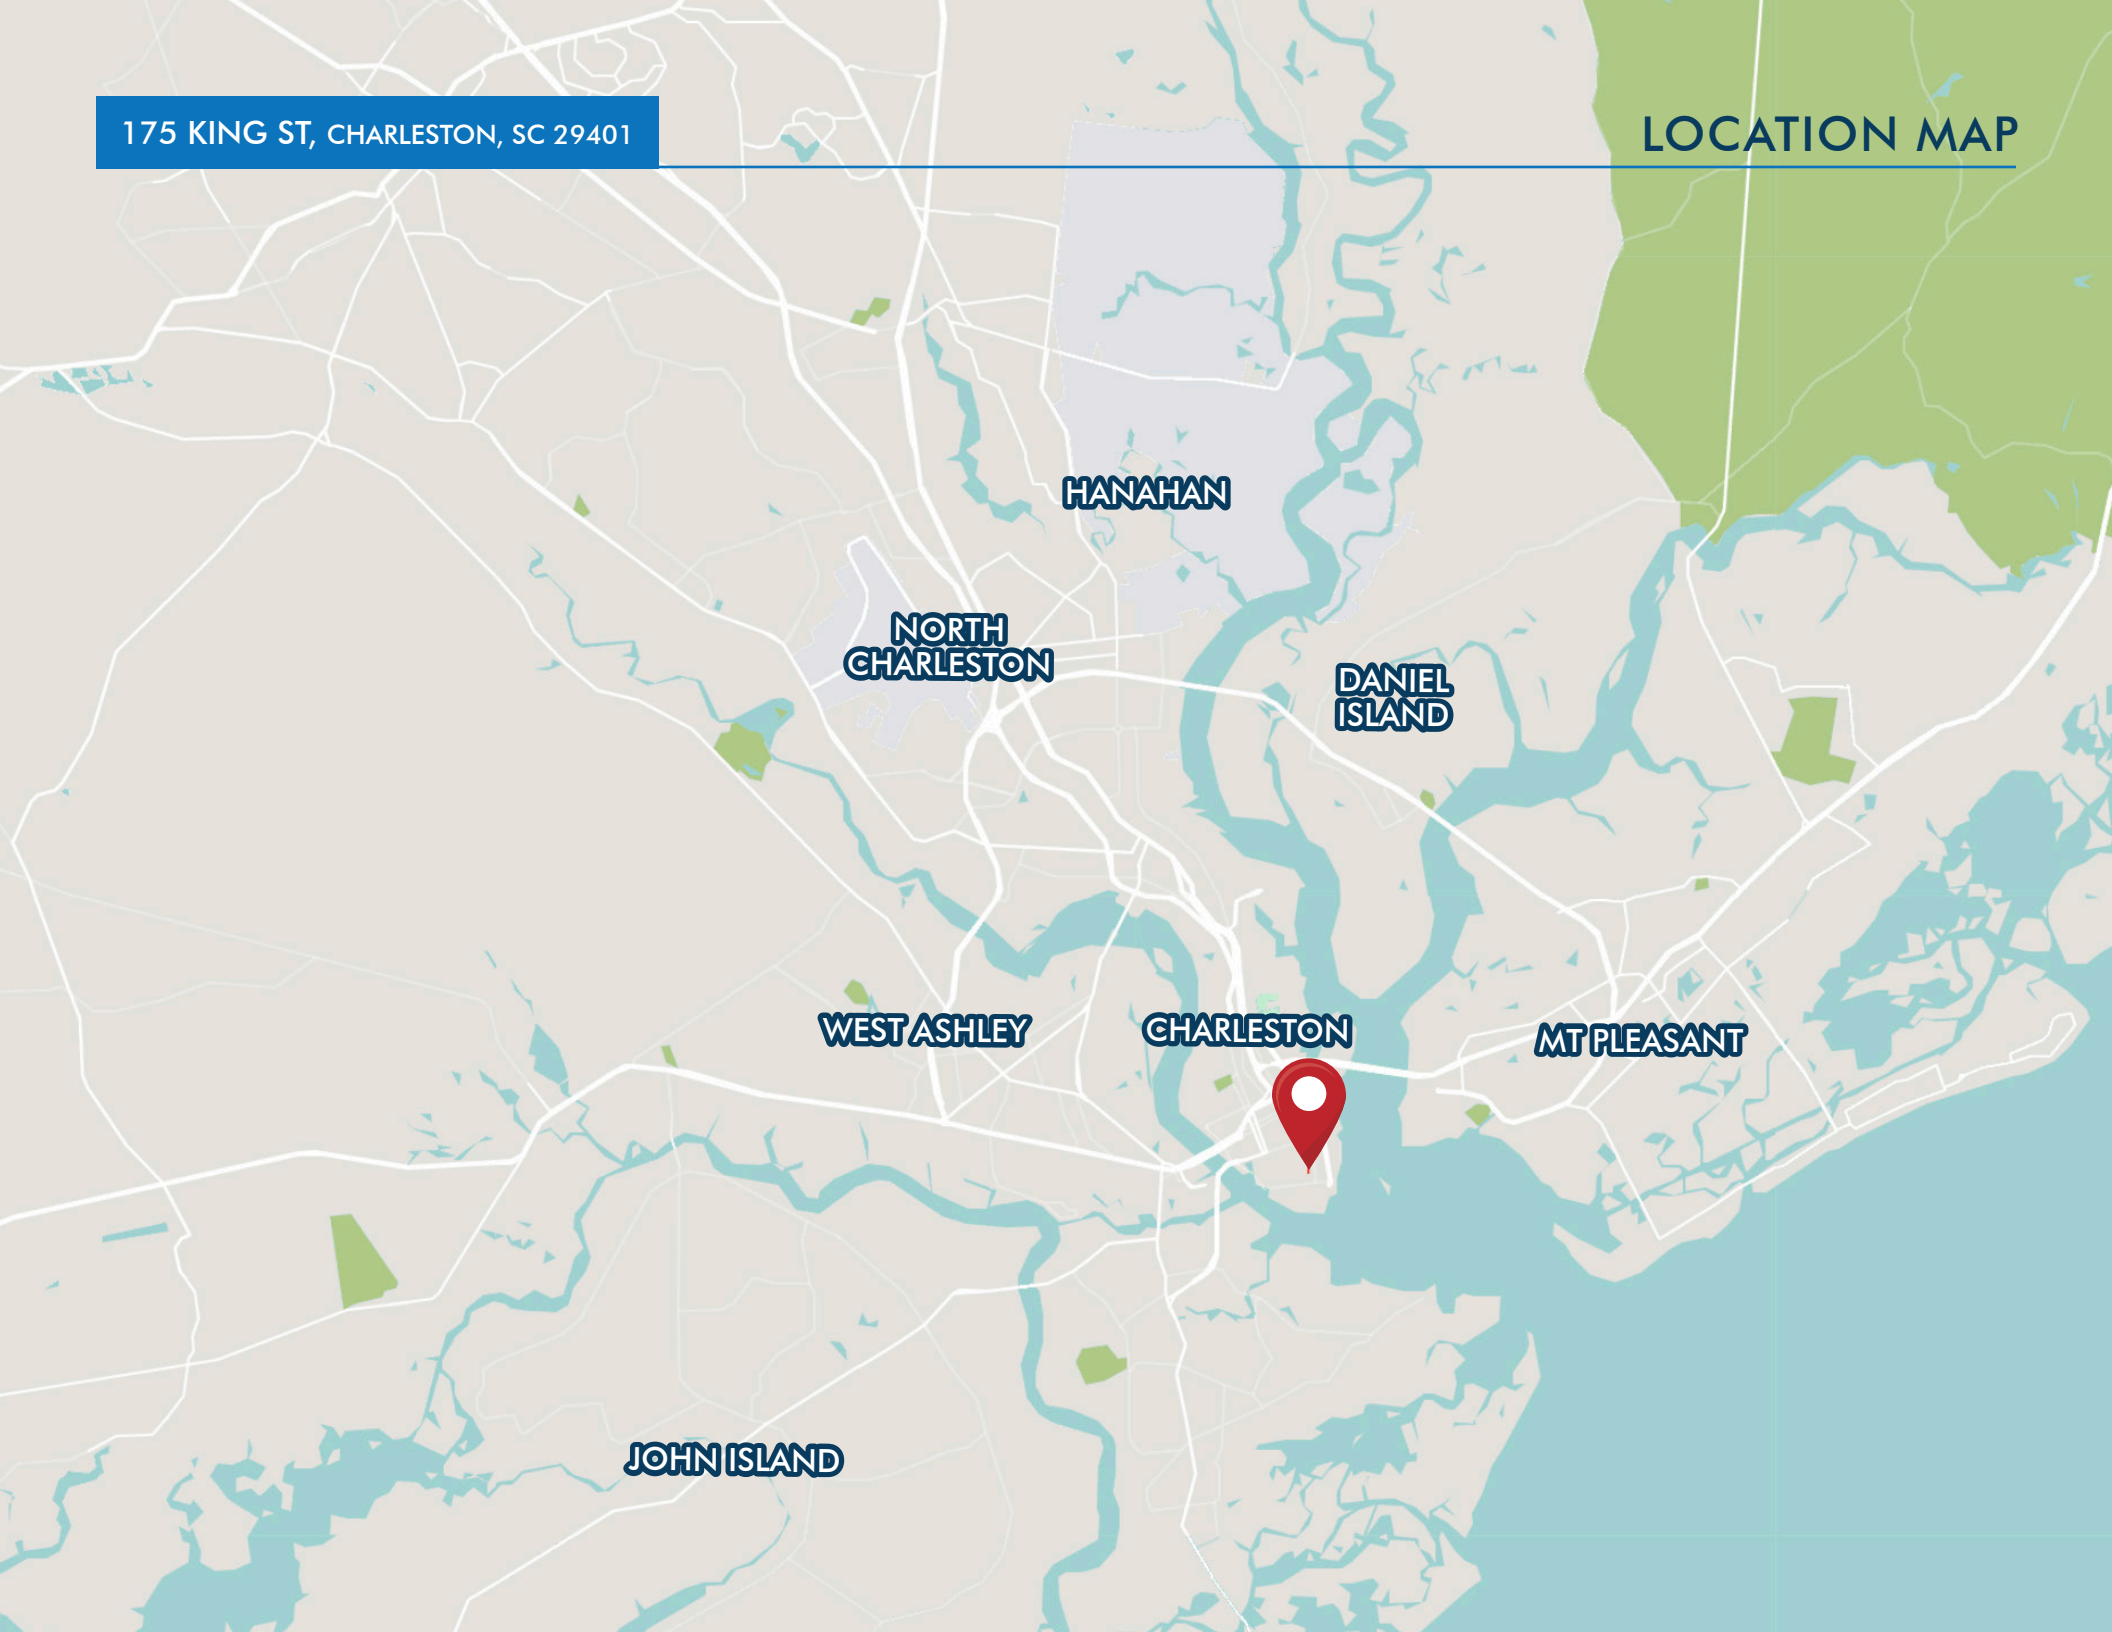 175 KING ST, CHARLESTON, SC 29401
LOCATION MAP
HANAHAN
NORTH
CHARLESTON
DANIEL
ISLAND
WEST ASHLEY
CHARLESTON
MT PLEASANT
JOHN ISLAND